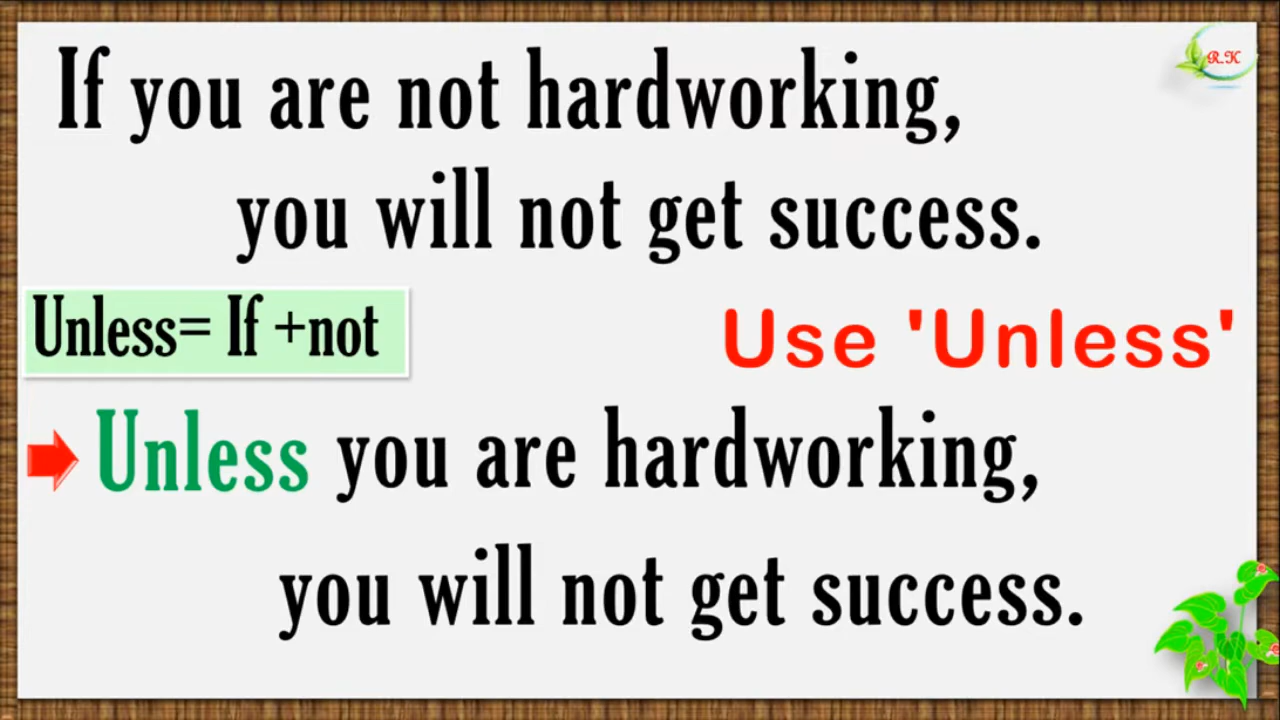 R.K
If you are not hardworking,
you will not get success.
Unless= If +not
Use 'Unless'
Unless you are hardworking,
you will not get success.